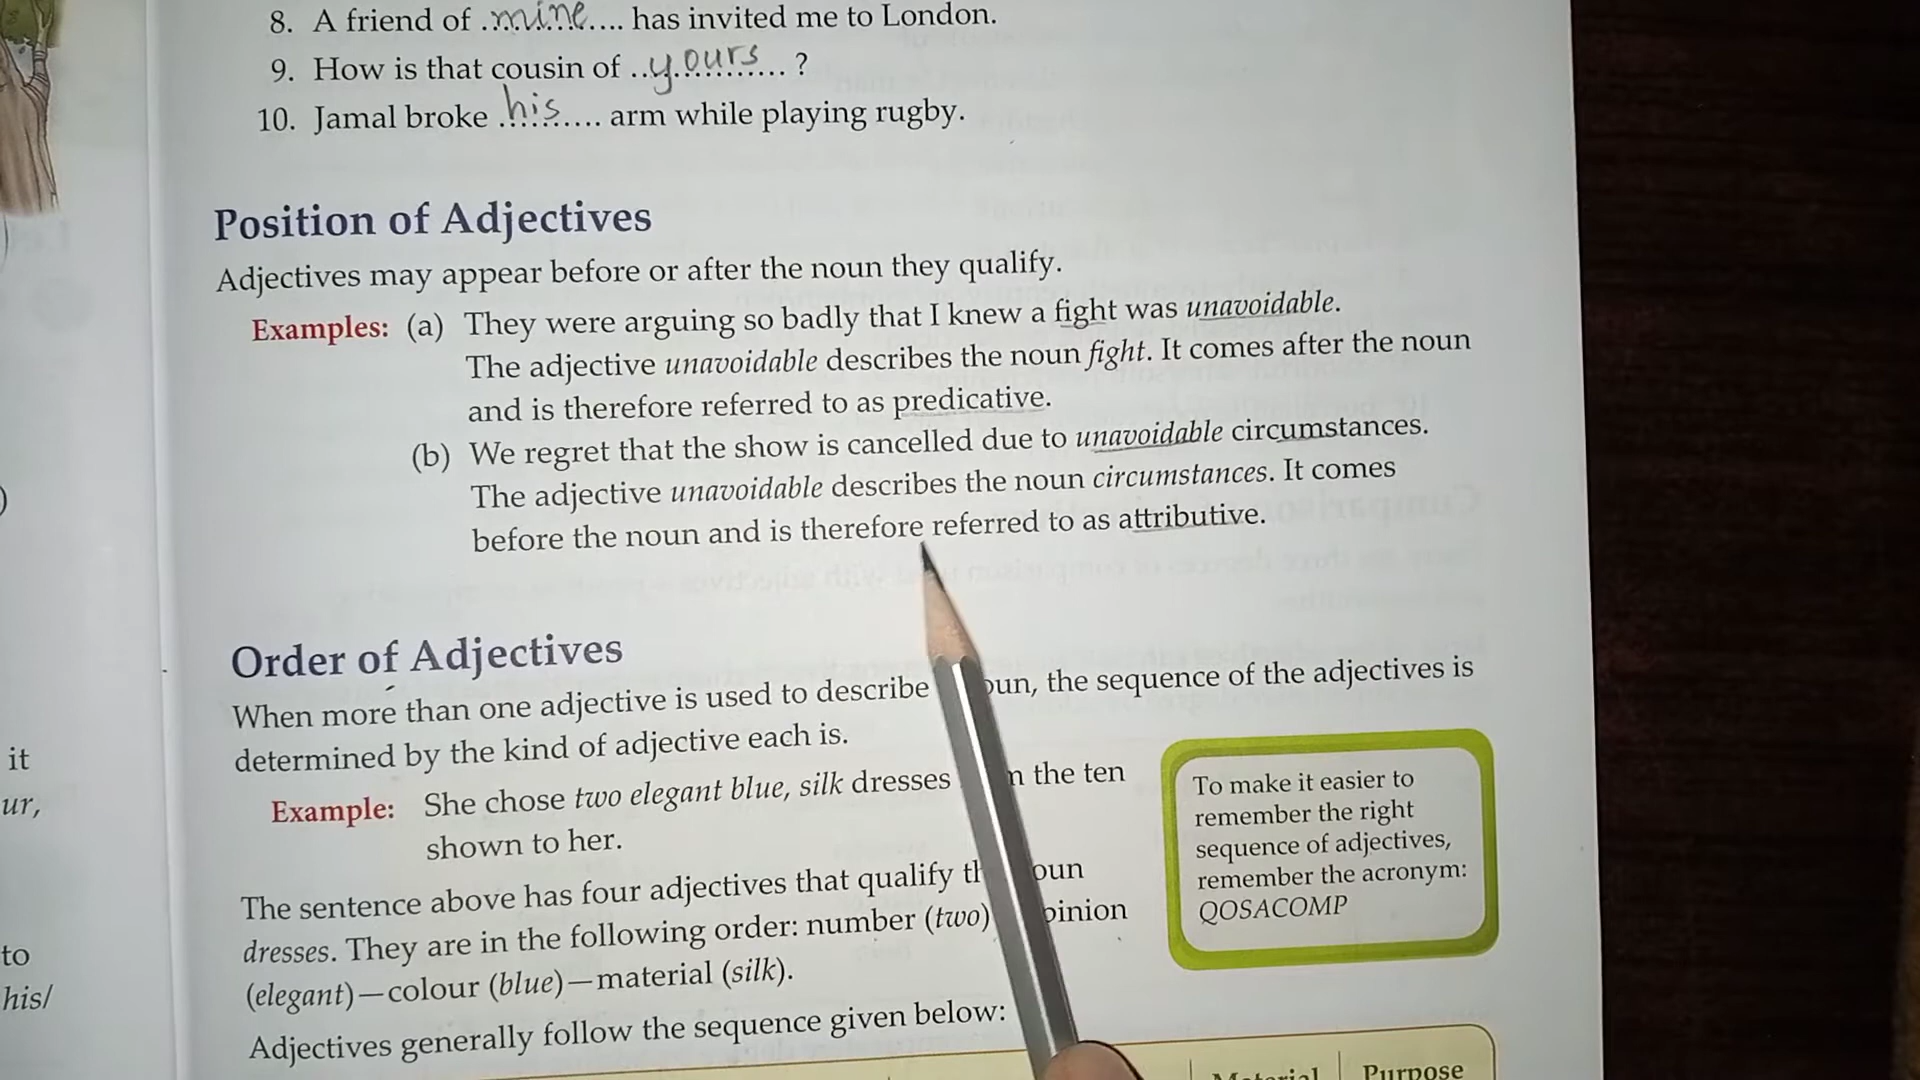 8. A friend of ..mine.... has invited me to London.
9. How is that cousin of ..yours.... ?
10. Jamal broke .his.... arm while playing rugby.
Position of Adjectives
Adjectives may appear before or after the noun they qualify.
Examples: (a) They were arguing so badly that I knew a fight was unavoidable.
The adjective unavoidable describes the noun fight. It comes after the noun
and is therefore referred to as predicative.
(b) We regret that the show is cancelled due to unavoidable circumstances.
The adjective unavoidable describes the noun circumstances. It comes
before the noun and is therefore referred to as attributive.
Order of Adjectives
When more than one adjective is used to describe oun, the sequence of the adjectives is
determined by the kind of adjective each is.
Example: She chose two elegant blue, silk dresses m the ten
shown to her.
The sentence above has four adjectives that qualify th oun
dresses. They are in the following order: number (two) pinion
(elegant)—colour (blue)—material (silk).
Adjectives generally follow the sequence given below:
To make it easier to
remember the right
sequence of adjectives,
remember the acronym:
QOSACOMP
Material Purpose
it
ur,
to
his/